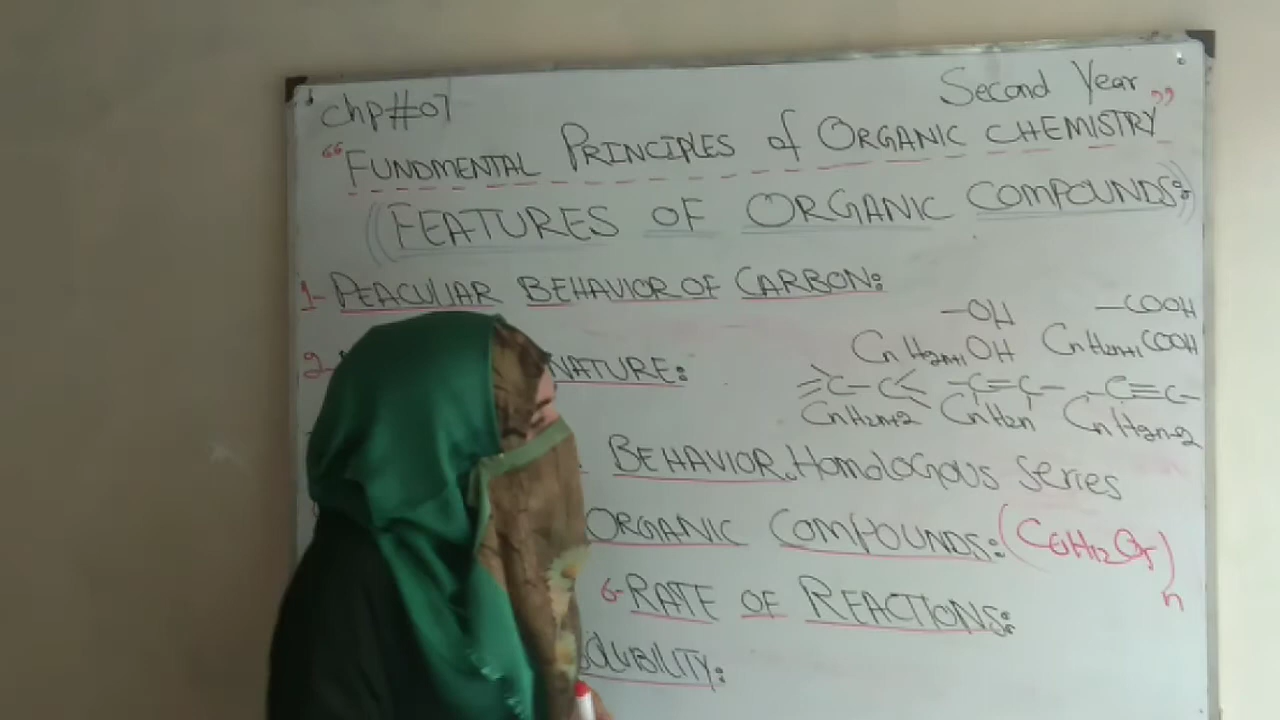 Chp#07
Second Year
"FUNDMENTAL PRINCIPLES of ORGANIC CHEMISTRY"
((FEATURES OF ORGANIC COMPOUNDS:))
1- PEACULIAR BEHAVIOR OF CARBON:
-OH -COOH
CnH2n+1OH CnH2n+1COOH
2- NATURE:
CnH2n+2 CnH2n CnH2n-2
BEHAVIOR. Homologous Series
ORGANIC COMPOUNDS: (C6H12O5)n
6- RATE OF REACTIONS:
SOLUBILITY: